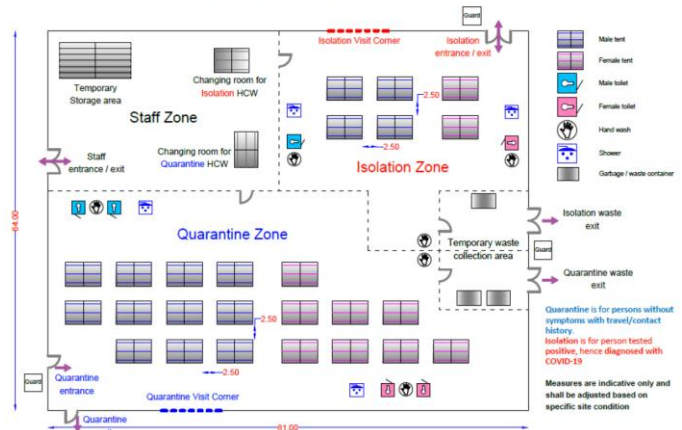 Guard
Isolation Visit Corner
Isolation
entrance / exit
Temporary
Storage area
Changing room for
Isolation HCW
Staff Zone
Changing room for
Quarantine HCW
Staff
entrance / exit
2.50
2.50
Isolation Zone
Male tent
Female tent
Male toilet
Female toilet
Hand wash
Shower
Garbage / waste container
64.00
Quarantine Zone
Temporary waste
collection area
Isolation waste
exit
Guard
Quarantine waste
exit
2.50
2.50
Quarantine is for persons without
symptoms with travel/contact
history.
Isolation is for person tested
positive, hence diagnosed with
COVID-19
Measures are indicative only and
shall be adjusted based on
specific site condition
Guard
Quarantine
entrance
Quarantine Visit Corner
Quarantine
81.00